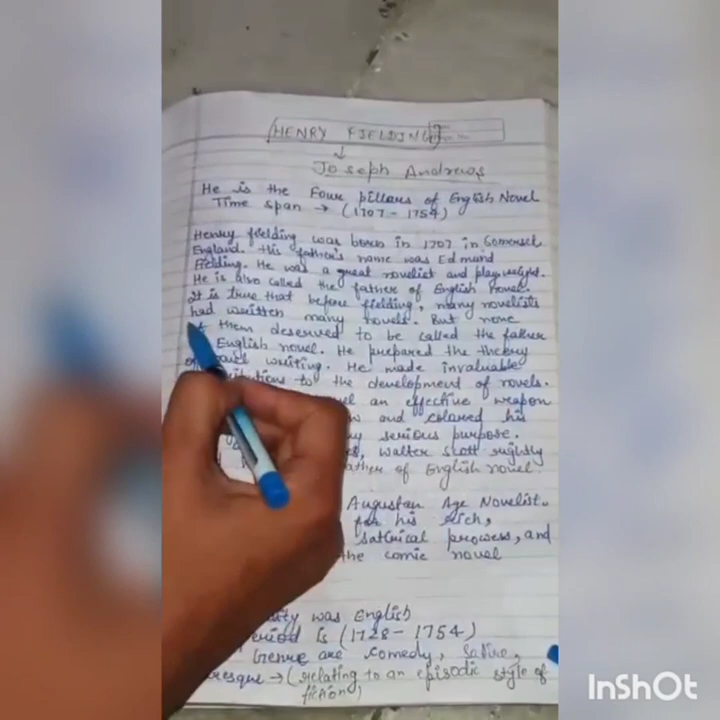 HENRY FIELDING
↓
Joseph Andrews
He is the Four pillars of English Novel
Time span → (1707 - 1754)
Henry fielding was born in 1707 in Somerset
England. His father's name was Edmund
Fielding. He was a great novelist and playwright.
He is also called the father of English Novel.
It is true that before fielding, many novelists
had written many novels. But none
them deserved to be called the father
English novel. He prepared the theory
writing. He made invaluable
to the development of novels.
an effective weapon
and colored his
serious purpose.
Walter Scott rightly
of English novel.
Augustan Age Novelist.
for his rich,
satirical prowess, and
the comic novel
was English
is (1728 - 1754)
genre are comedy, Satire,
→ (relating to an episodic style of
fiction)
InShOt